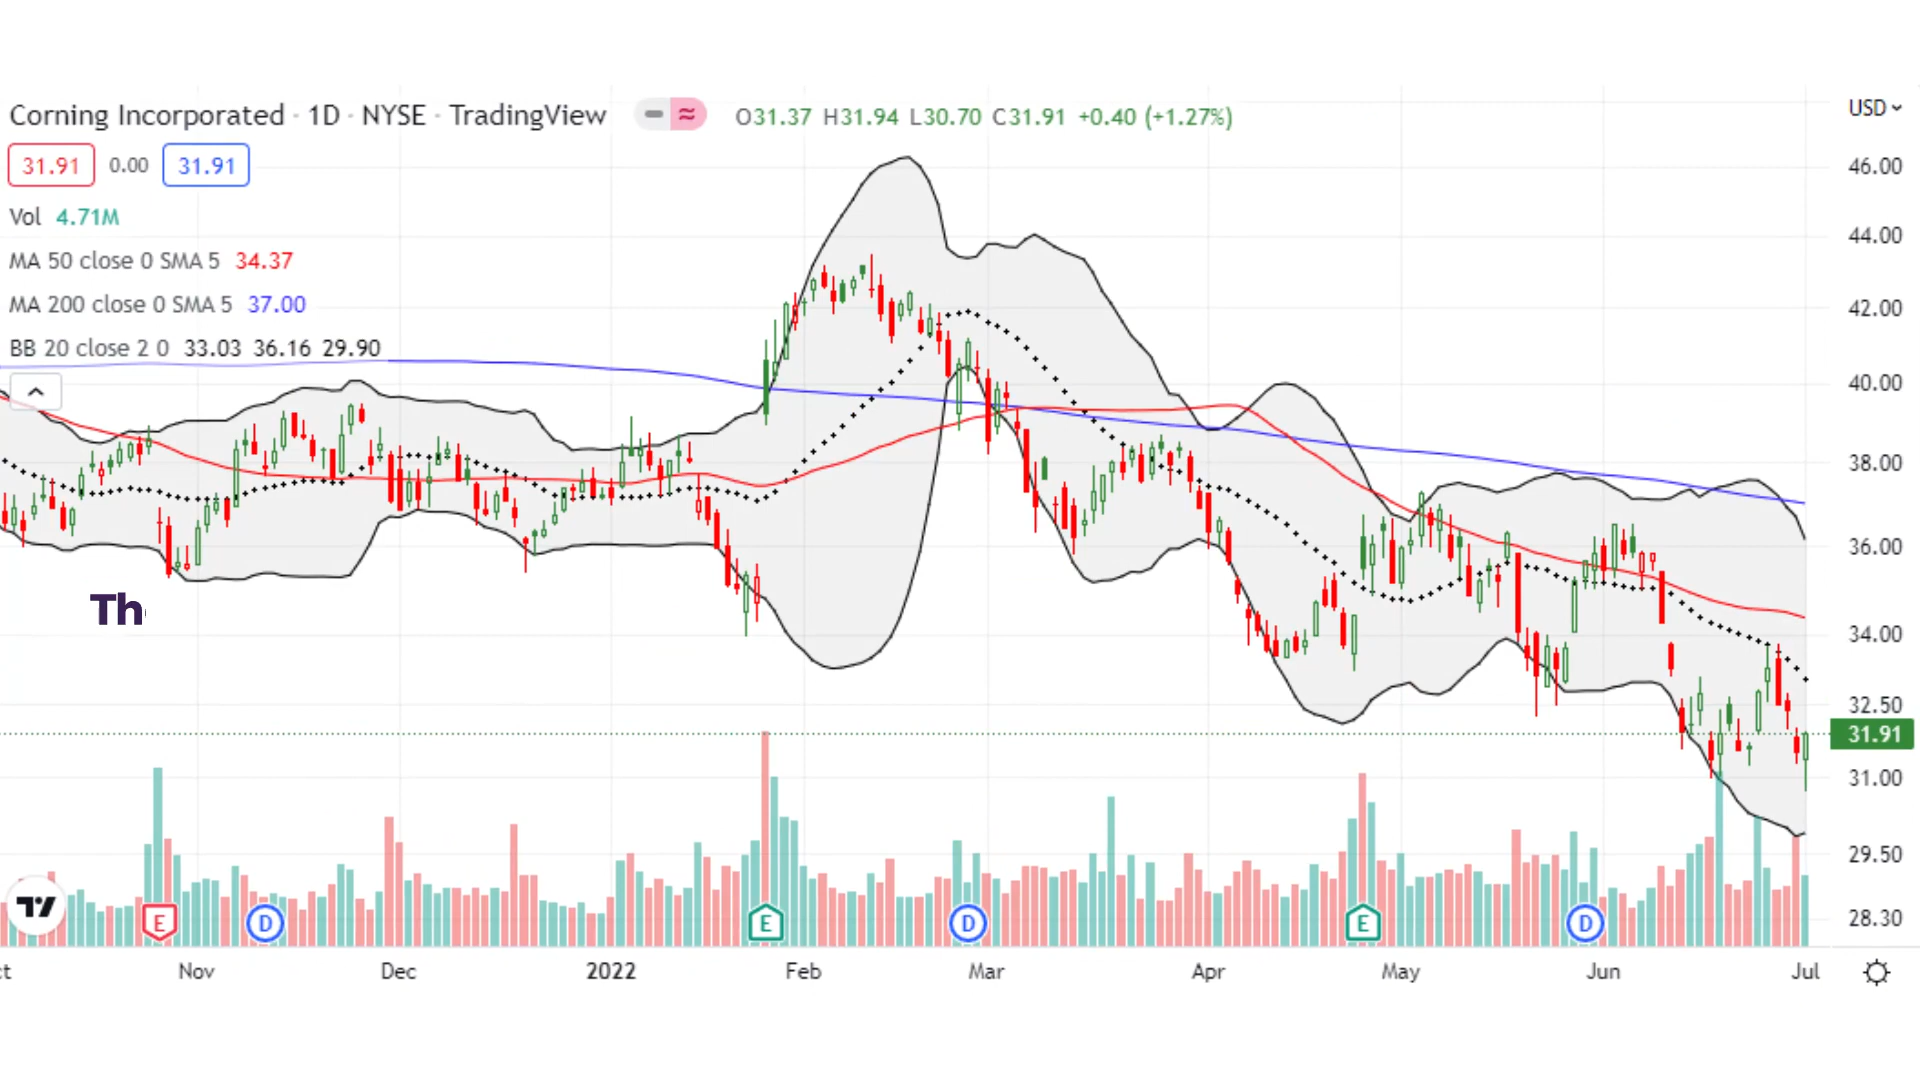 Corning Incorporated · 1D · NYSE · TradingView
O31.37 H31.94 L30.70 C31.91 +0.40 (+1.27%)
USD
31.91 0.00 31.91
Vol 4.71M
MA 50 close 0 SMA 5 34.37
MA 200 close 0 SMA 5 37.00
BB 20 close 2 0 33.03 36.16 29.90
Th
46.00
44.00
42.00
40.00
38.00
36.00
34.00
32.50
31.91
31.00
29.50
28.30
E D E D E D
Nov Dec 2022 Feb Mar Apr May Jun Jul